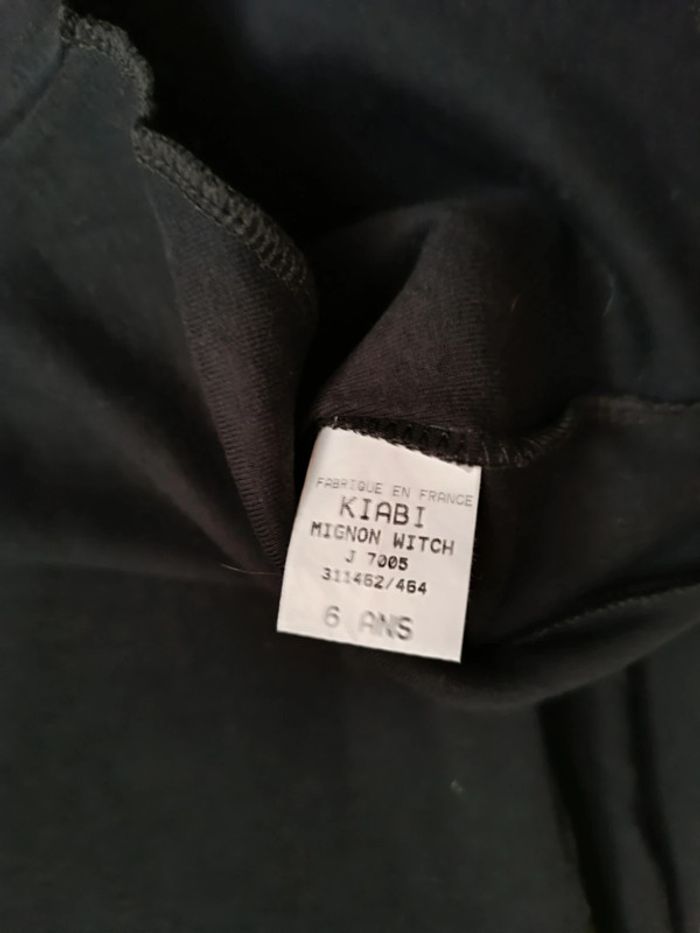 FABRIQUE EN FRANCE
KIABI
MIGNON WITCH
J 7005
311462/464
6 ANS